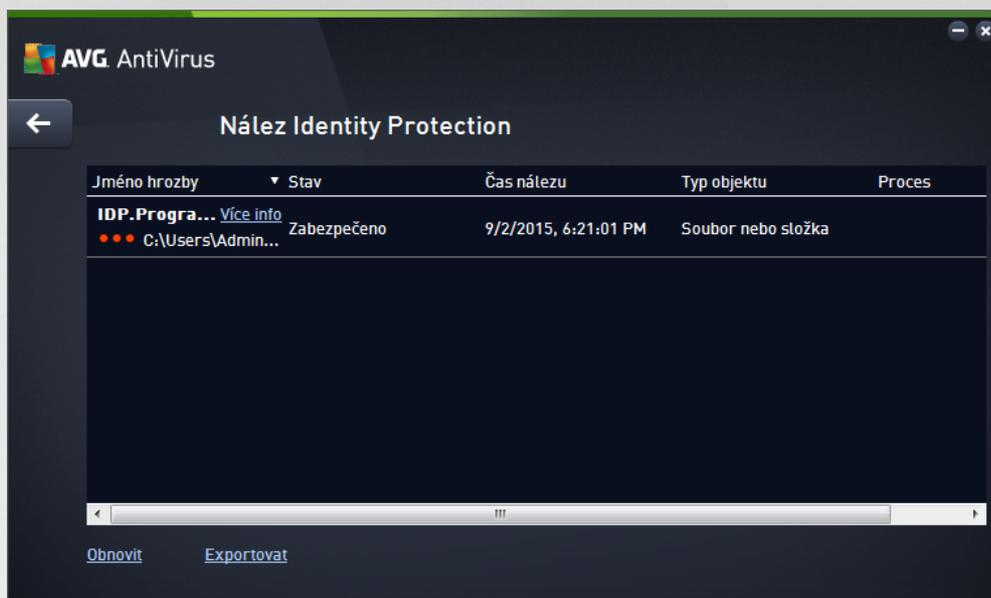 AVG AntiVirus
Nález Identity Protection
Jméno hrozby Stav Čas nálezu Typ objektu Proces
IDP.Progra... Více info
Zabezpečeno 9/2/2015, 6:21:01 PM Soubor nebo složka
C:\Users\Admin...
Obnovit Exportovat